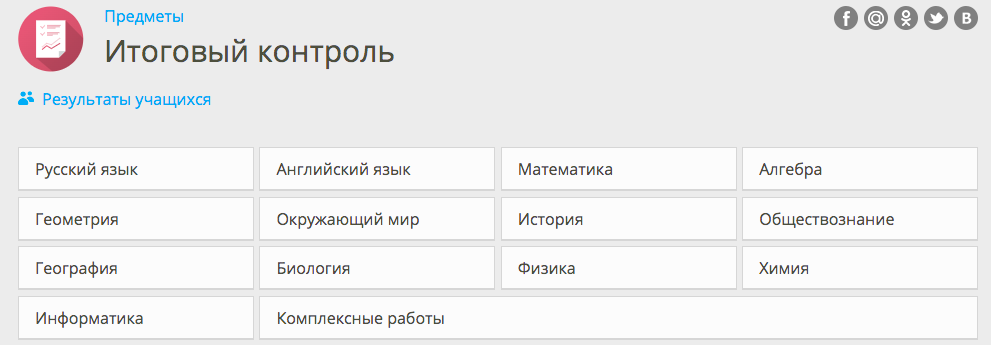 Предметы
Итоговый контроль
Результаты учащихся
Русский язык Английский язык Математика Алгебра
Геометрия Окружающий мир История Обществознание
География Биология Физика Химия
Информатика Комплексные работы